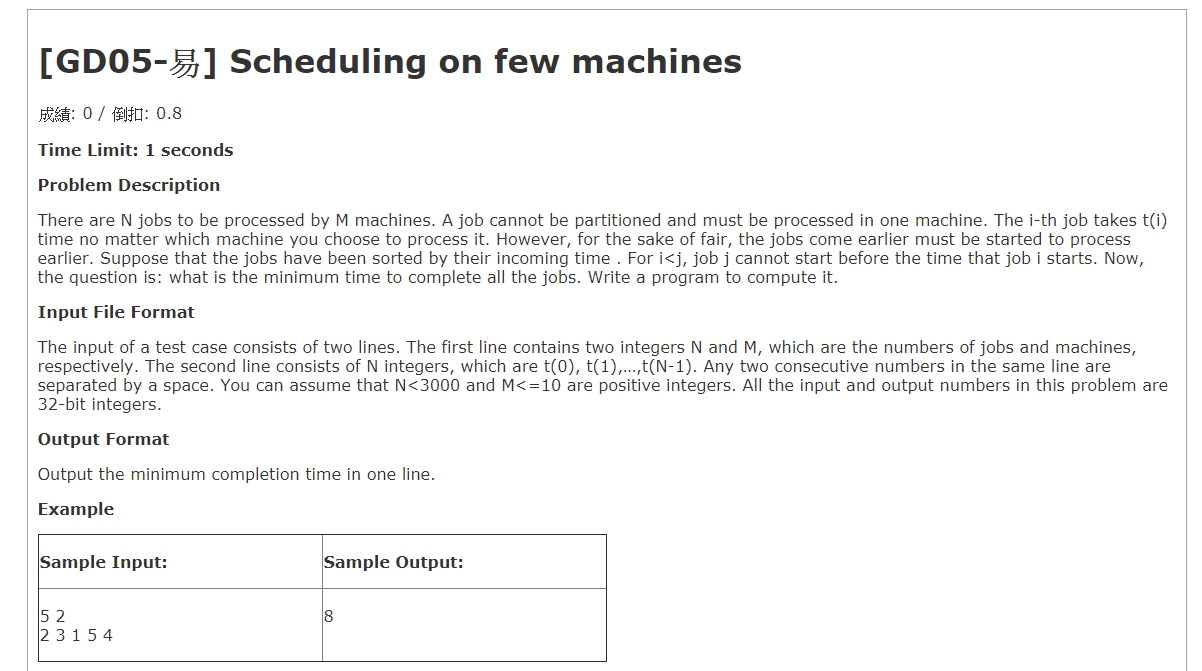 [GD05-易] Scheduling on few machines
成績: 0 / 倒扣: 0.8
Time Limit: 1 seconds
Problem Description
There are N jobs to be processed by M machines. A job cannot be partitioned and must be processed in one machine. The i-th job takes t(i)
time no matter which machine you choose to process it. However, for the sake of fair, the jobs come earlier must be started to process
earlier. Suppose that the jobs have been sorted by their incoming time . For i<j, job j cannot start before the time that job i starts. Now,
the question is: what is the minimum time to complete all the jobs. Write a program to compute it.
Input File Format
The input of a test case consists of two lines. The first line contains two integers N and M, which are the numbers of jobs and machines,
respectively. The second line consists of N integers, which are t(0), t(1),…,t(N-1). Any two consecutive numbers in the same line are
separated by a space. You can assume that N<3000 and M<=10 are positive integers. All the input and output numbers in this problem are
32-bit integers.
Output Format
Output the minimum completion time in one line.
Example
Sample Input:
Sample Output:
5 2
2 3 1 5 4
8